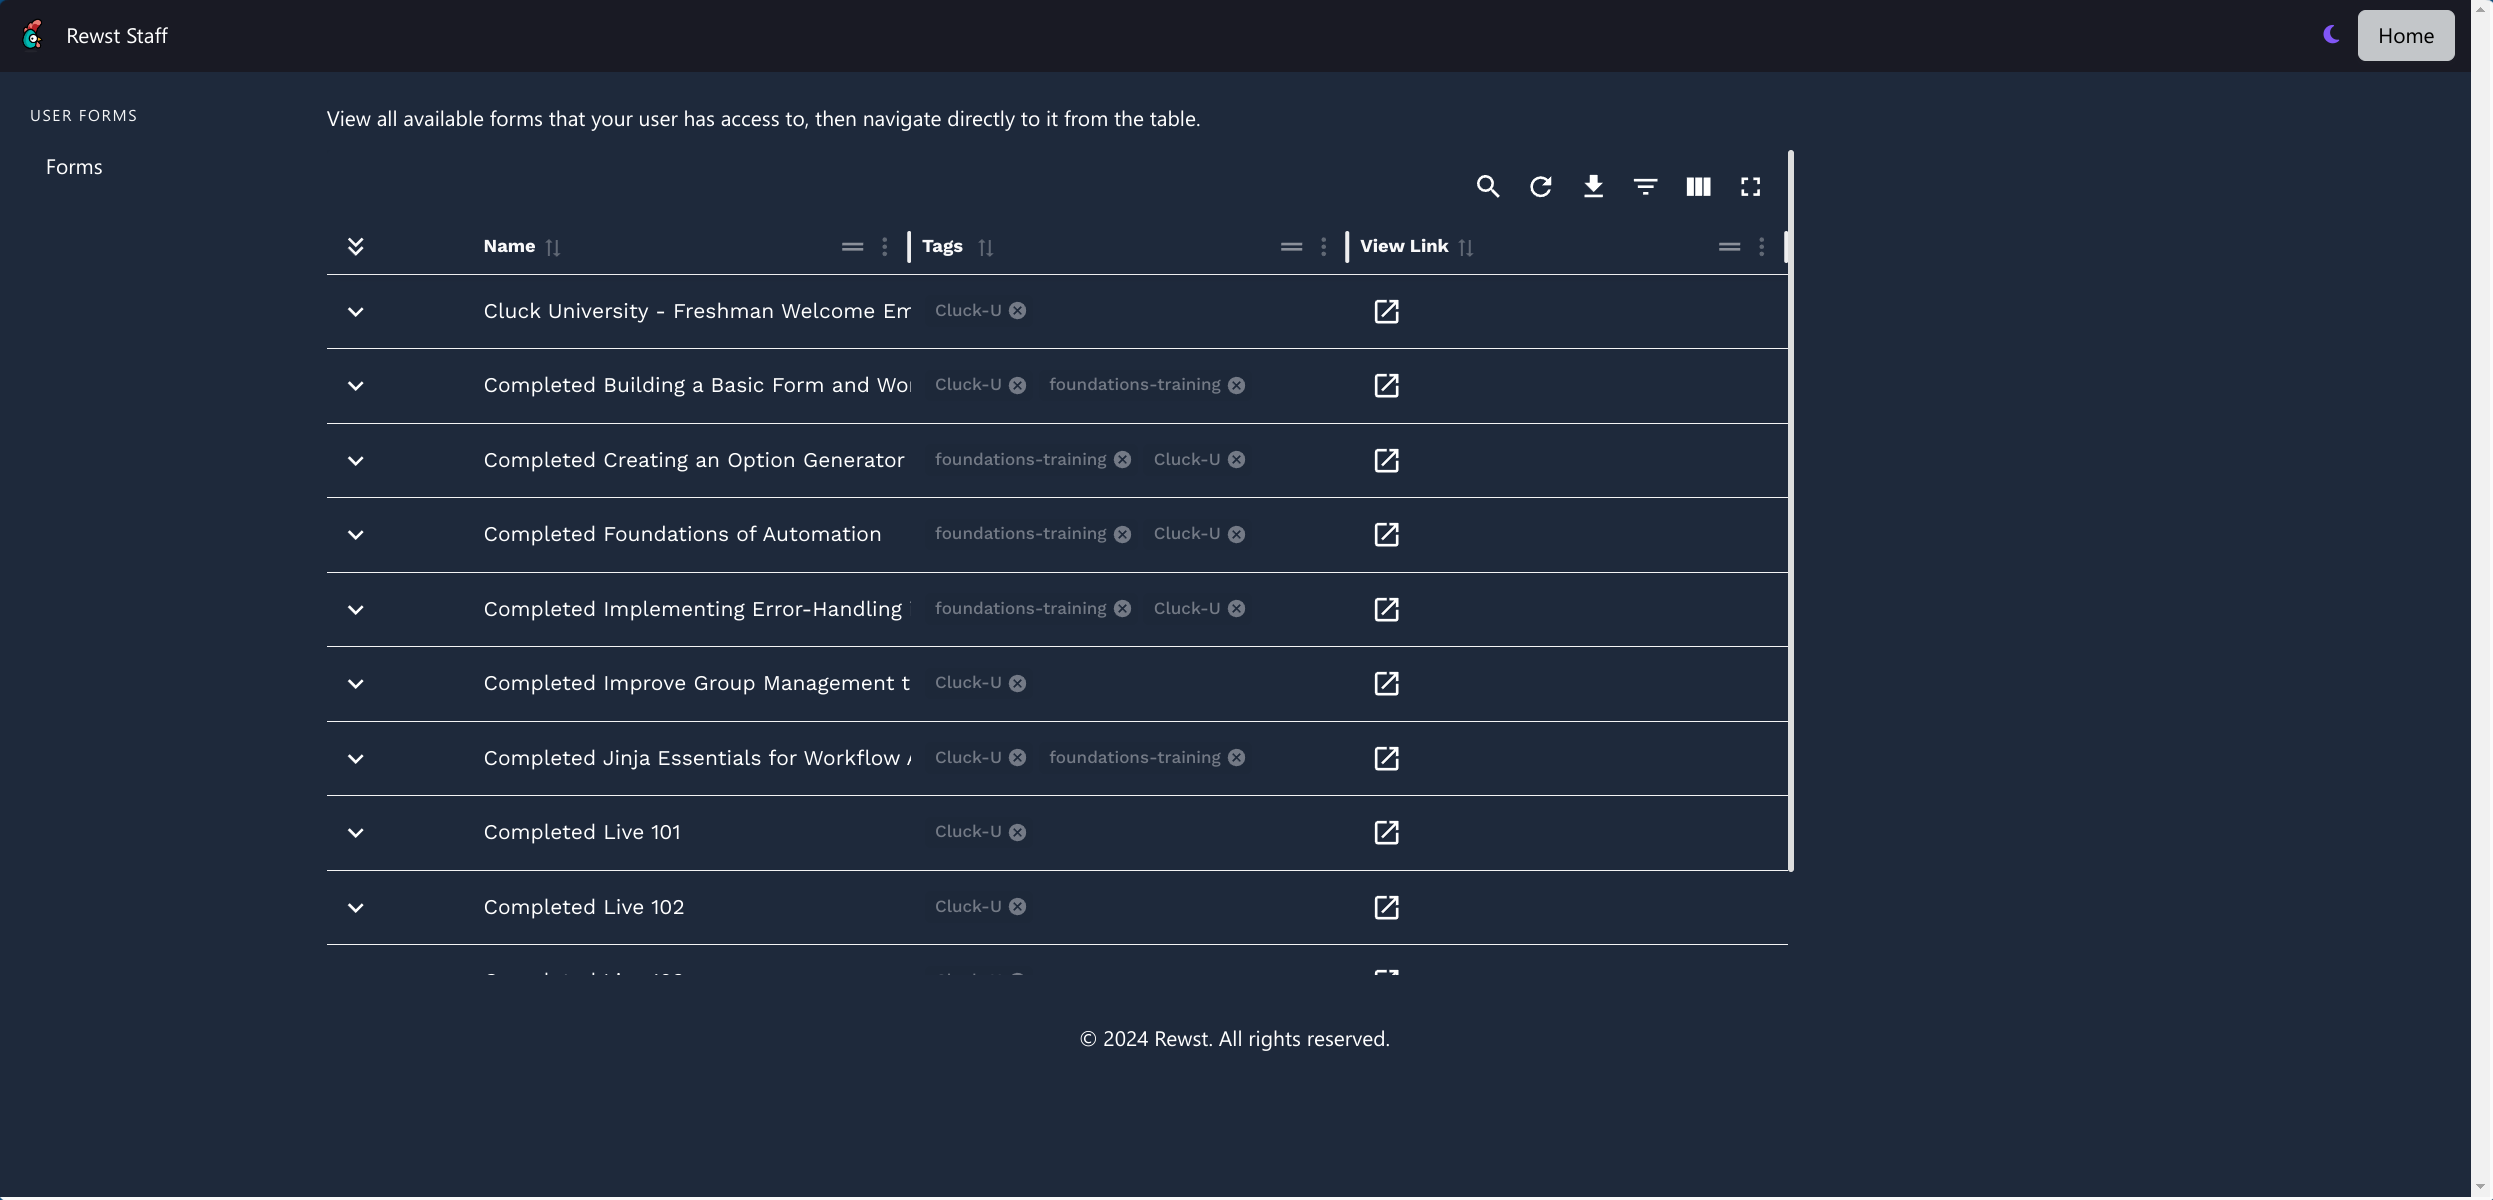 Rewst Staff
Home
USER FORMS
Forms
View all available forms that your user has access to, then navigate directly to it from the table.
Name Tags View Link
Cluck University - Freshman Welcome Em Cluck-U
Completed Building a Basic Form and Wo Cluck-U foundations-training
Completed Creating an Option Generator foundations-training Cluck-U
Completed Foundations of Automation foundations-training Cluck-U
Completed Implementing Error-Handling foundations-training Cluck-U
Completed Improve Group Management t Cluck-U
Completed Jinja Essentials for Workflow Cluck-U foundations-training
Completed Live 101 Cluck-U
Completed Live 102 Cluck-U
© 2024 Rewst. All rights reserved.